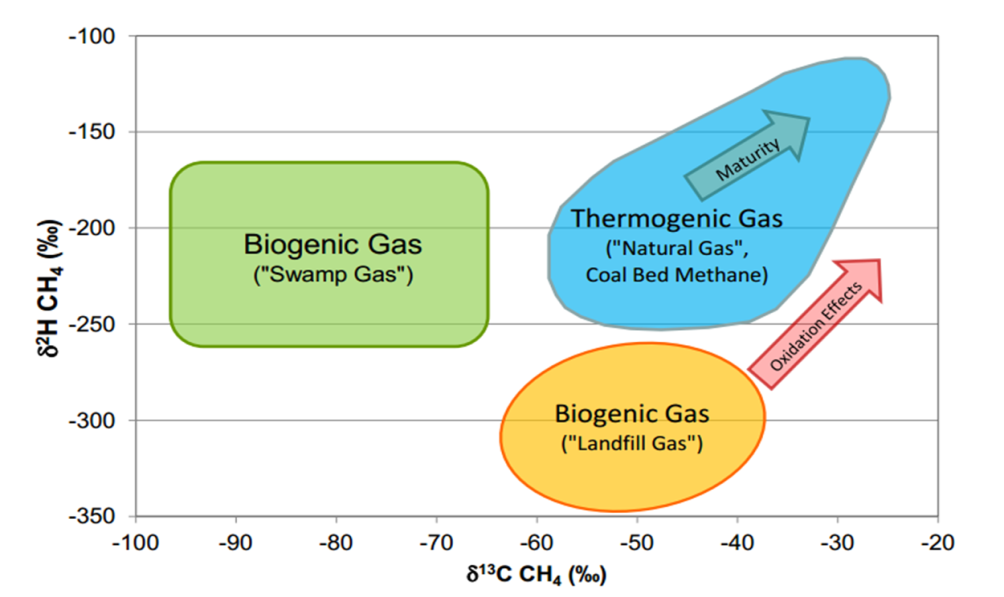 -100
-150
-200
-250
-300
-350
δ²H CH₄ (‰)
Maturity
Thermogenic Gas
("Natural Gas",
Coal Bed Methane)
Biogenic Gas
("Swamp Gas")
Oxidation Effects
Biogenic Gas
("Landfill Gas")
-100 -90 -80 -70 -60 -50 -40 -30 -20
δ¹³C CH₄ (‰)